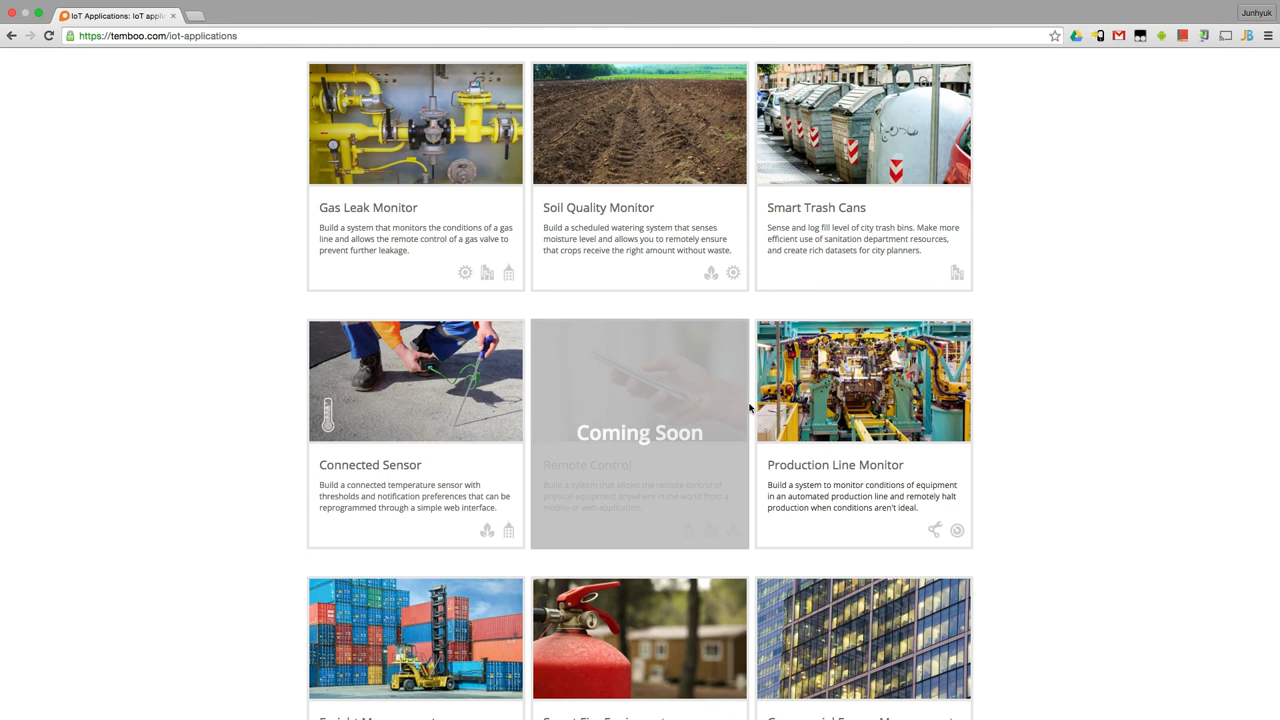 IoT Applications: IoT applic
Junhyuk
https://temboo.com/iot-applications
Gas Leak Monitor
Build a system that monitors the conditions of a gas
line and allows the remote control of a gas valve to
prevent further leakage.
Soil Quality Monitor
Build a scheduled watering system that senses
moisture level and allows you to remotely ensure
that crops receive the right amount without waste.
Smart Trash Cans
Sense and log fill level of city trash bins. Make more
efficient use of sanitation department resources,
and create rich datasets for city planners.
Connected Sensor
Build a connected temperature sensor with
thresholds and notification preferences that can be
reprogrammed through a simple web interface.
Coming Soon
Remote Control
Build a system that allows the remote control of
physical equipment anywhere in the world from a
mobile or web application.
Production Line Monitor
Build a system to monitor conditions of equipment
in an automated production line and remotely halt
production when conditions aren't ideal.